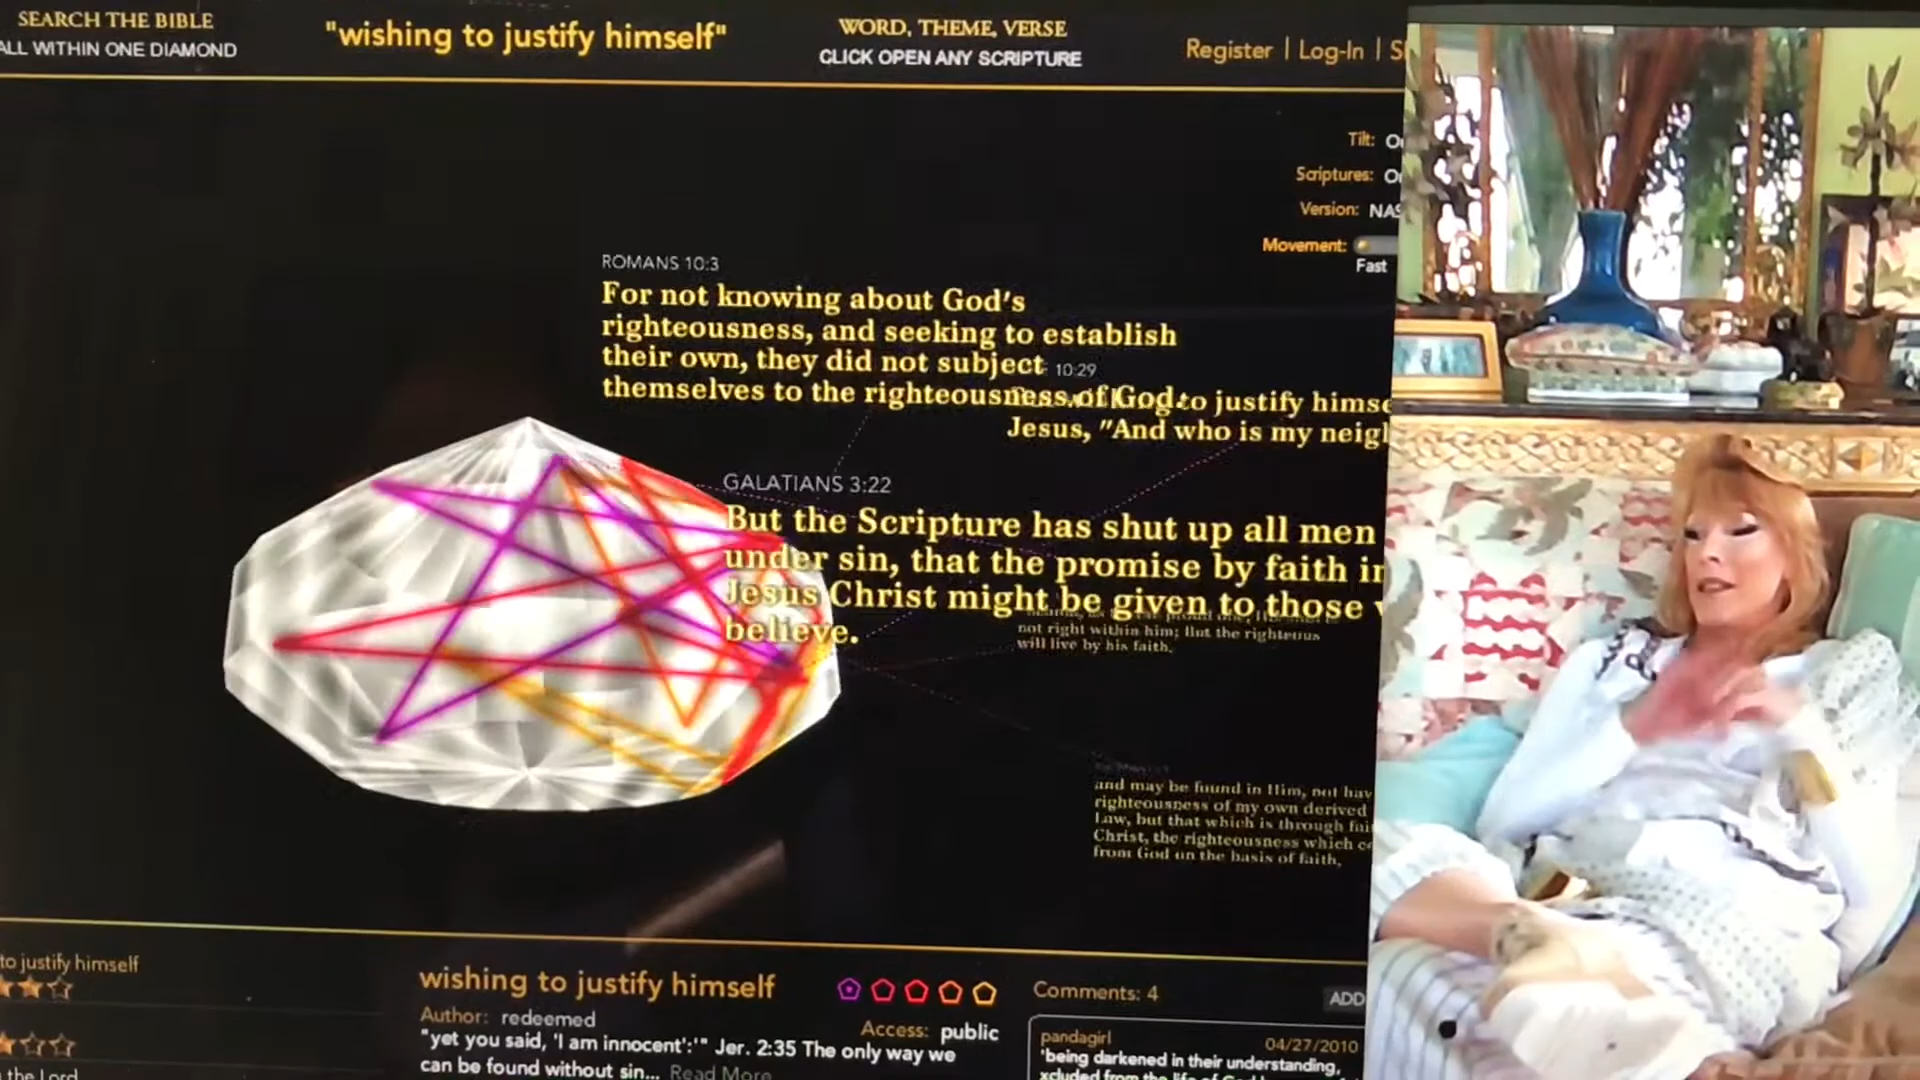 SEARCH THE BIBLE
ALL WITHIN ONE DIAMOND
"wishing to justify himself"
WORD, THEME, VERSE
CLICK OPEN ANY SCRIPTURE
Register | Log-In |
Tilt:
Scriptures:
Version: NAS
Movement:
Fast
ROMANS 10:3
For not knowing about God's
righteousness, and seeking to establish
their own, they did not subject
themselves to the righteousness of God.
10:29
to justify himse
Jesus, "And who is my neigh
GALATIANS 3:22
But the Scripture has shut up all men
under sin, that the promise by faith in
Jesus Christ might be given to those
believe.
not right within him; But the righteous
will live by his faith.
and may be found in Him, not hav
righteousness of my own derived
Law, but that which is through fai
Christ, the righteousness which co
from God on the basis of faith,
to justify himself
the Lord
wishing to justify himself
Author: redeemed
Access: public
"yet you said, 'I am innocent':'" Jer. 2:35 The only way we
can be found without sin... Read More
Comments: 4
ADD
pandagirl
04/27/2010
'being darkened in their understanding,